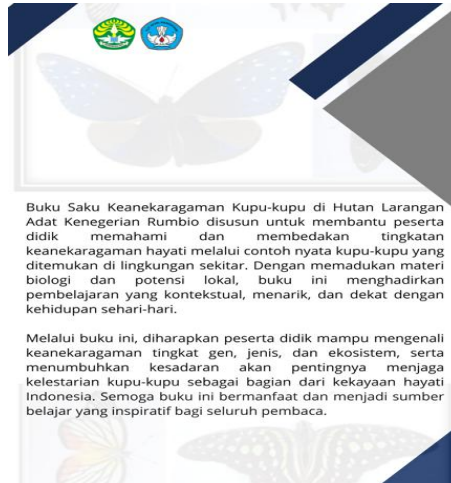 Buku Saku Keanekaragaman Kupu-kupu di Hutan Larangan
Adat Kenegerian Rumbio disusun untuk membantu peserta
didik memahami dan membedakan tingkatan
keanekaragaman hayati melalui contoh nyata kupu-kupu yang
ditemukan di lingkungan sekitar. Dengan memadukan materi
biologi dan potensi lokal, buku ini menghadirkan
pembelajaran yang kontekstual, menarik, dan dekat dengan
kehidupan sehari-hari.
Melalui buku ini, diharapkan peserta didik mampu mengenali
keanekaragaman tingkat gen, jenis, dan ekosistem, serta
menumbuhkan kesadaran akan pentingnya menjaga
kelestarian kupu-kupu sebagai bagian dari kekayaan hayati
Indonesia. Semoga buku ini bermanfaat dan menjadi sumber
belajar yang inspiratif bagi seluruh pembaca.